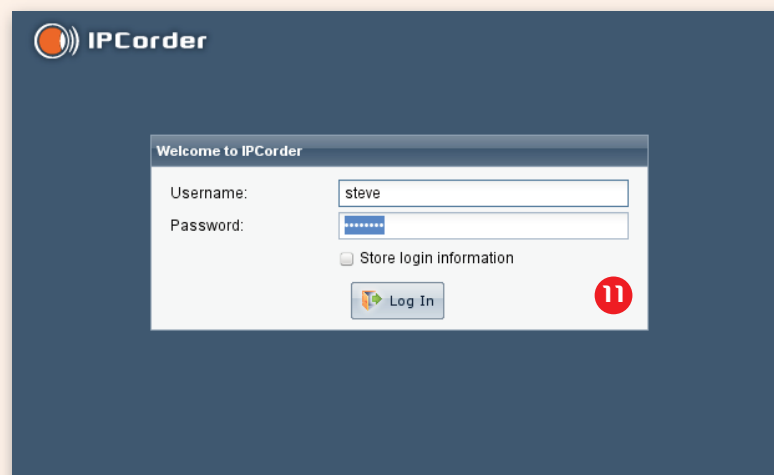 IPCorder
Welcome to IPCorder
Username: steve
Password: ••••••••
Store login information
Log In
11